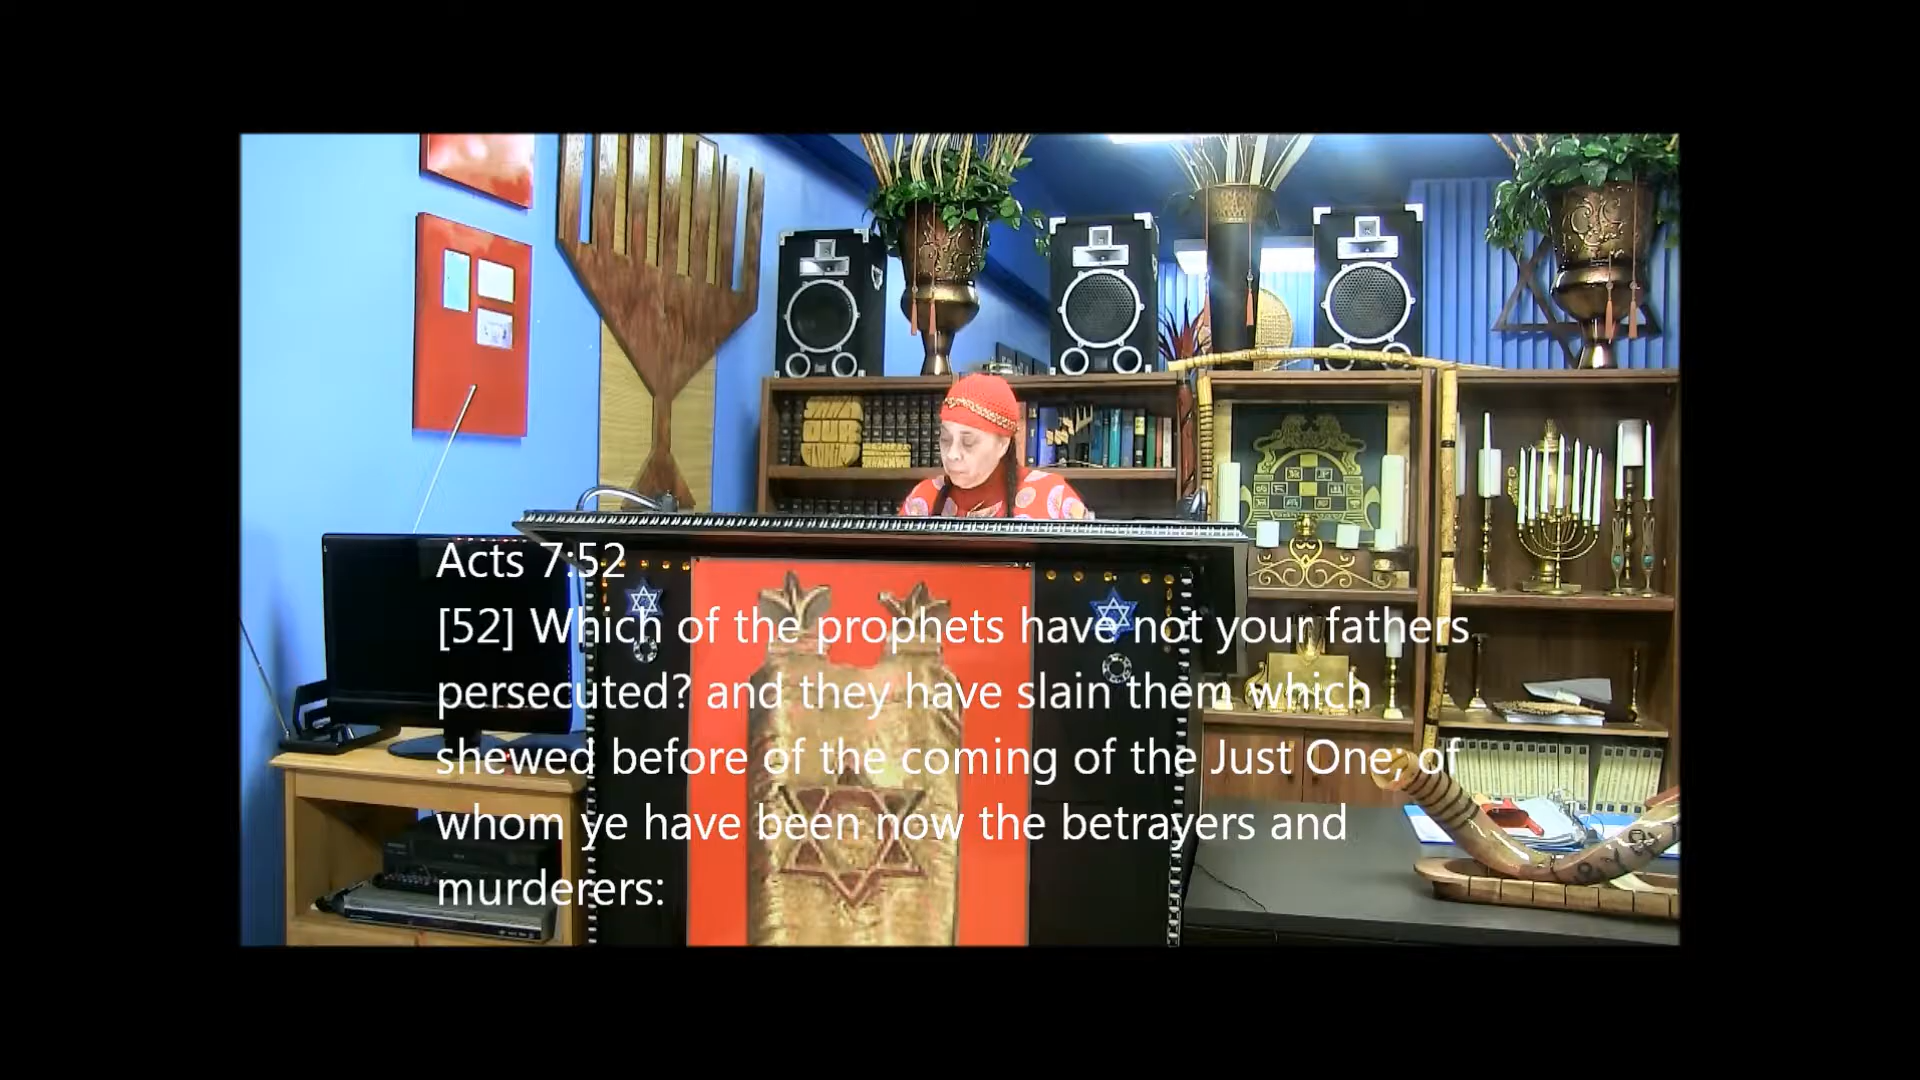 Acts 7:52
[52] Which of the prophets have not your fathers
persecuted? and they have slain them which
shewed before of the coming of the Just One; of
whom ye have been now the betrayers and
murderers: